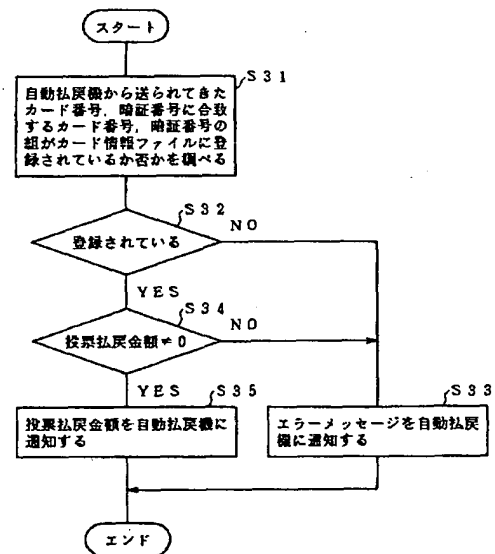 スタート
S31
自動払戻機から送られてきた
カード番号,暗証番号に合致
するカード番号,暗証番号の
組がカード情報ファイルに登
録されているか否かを調べる
S32
登録されている
NO
YES
S34
投票払戻金額≠0
NO
YES
S35
投票払戻金額を自動払戻機に
通知する
S33
エラーメッセージを自動払戻
機に通知する
エンド